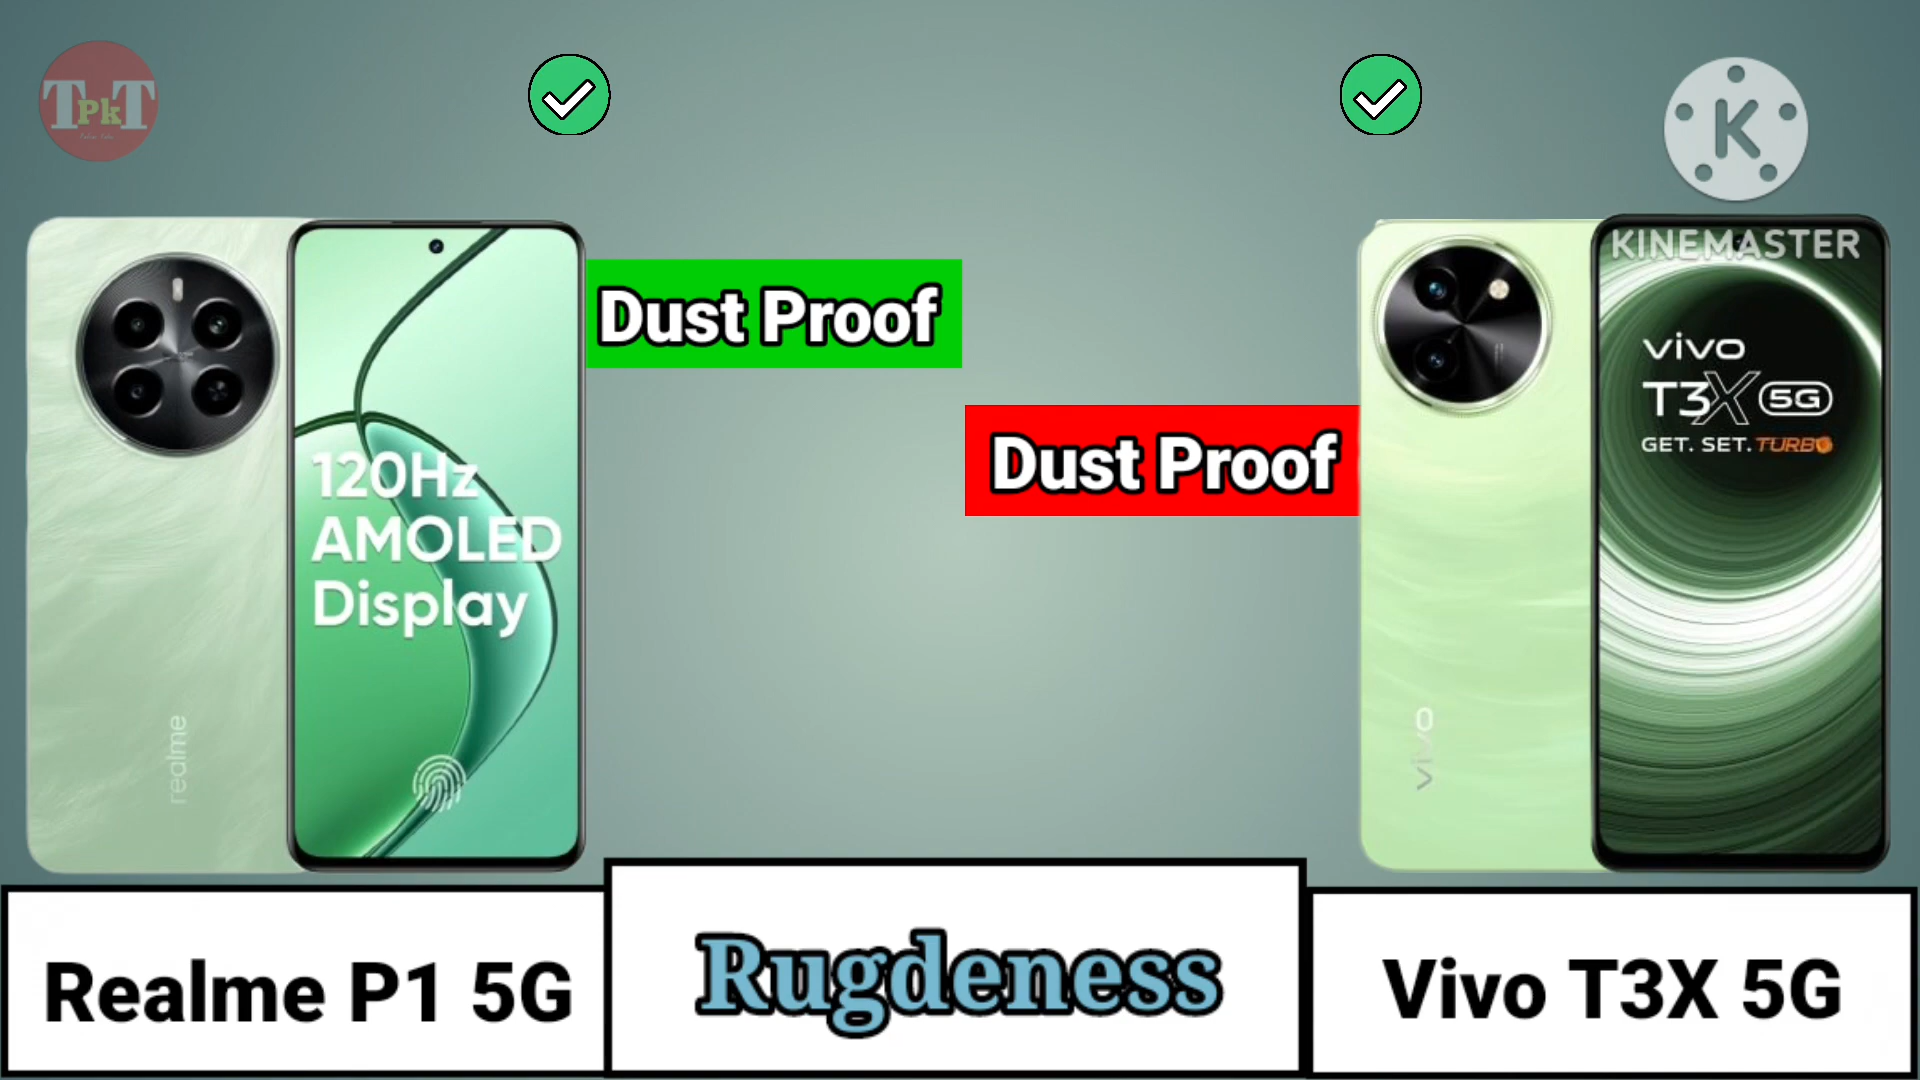 TPkT
K
KINEMASTER
Dust Proof
Dust Proof
120Hz
AMOLED
Display
realme
vivo
T3X 5G
GET. SET. TURBO
vivo
Realme P1 5G
Rugdeness
Vivo T3X 5G